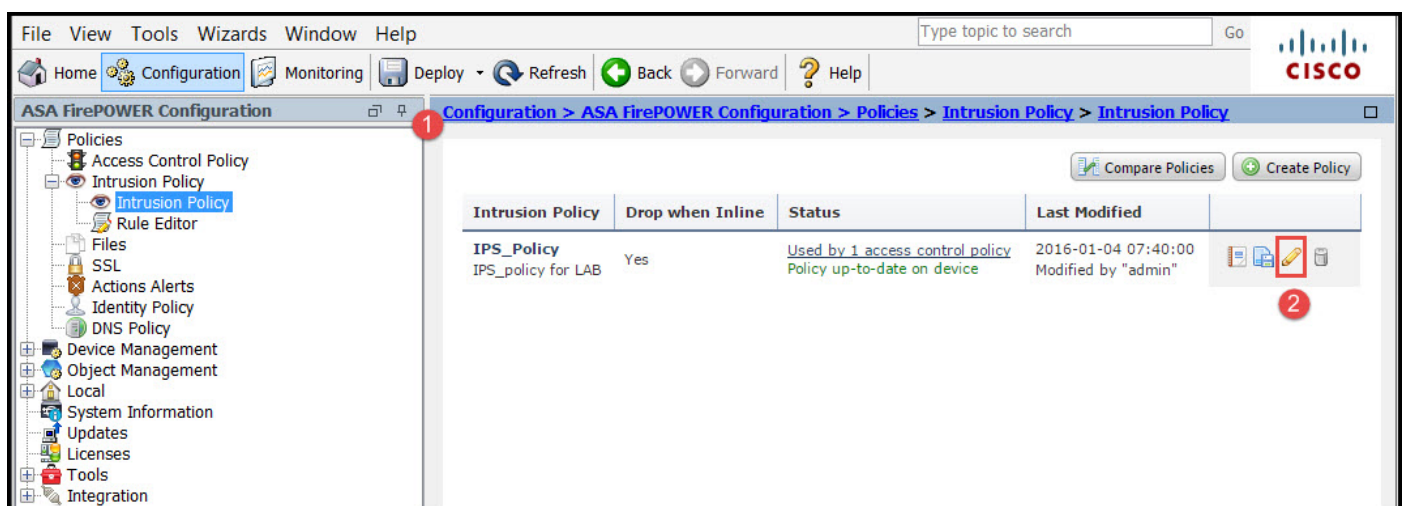 File View Tools Wizards Window Help
Type topic to search Go
CISCO
Home Configuration Monitoring Deploy Refresh Back Forward Help
ASA FirePOWER Configuration
1
Configuration > ASA FirePOWER Configuration > Policies > Intrusion Policy > Intrusion Policy
Policies
Access Control Policy
Intrusion Policy
Intrusion Policy
Rule Editor
Files
SSL
Actions Alerts
Identity Policy
DNS Policy
Device Management
Object Management
Local
System Information
Updates
Licenses
Tools
Integration
Compare Policies Create Policy
Intrusion Policy Drop when Inline Status Last Modified
IPS_Policy
IPS_policy for LAB
Yes
Used by 1 access control policy
Policy up-to-date on device
2016-01-04 07:40:00
Modified by "admin"
2